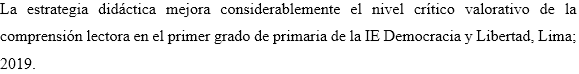 La estrategia didáctica mejora considerablemente el nivel crítico valorativo de la
comprensión lectora en el primer grado de primaria de la IE Democracia y Libertad, Lima;
2019.